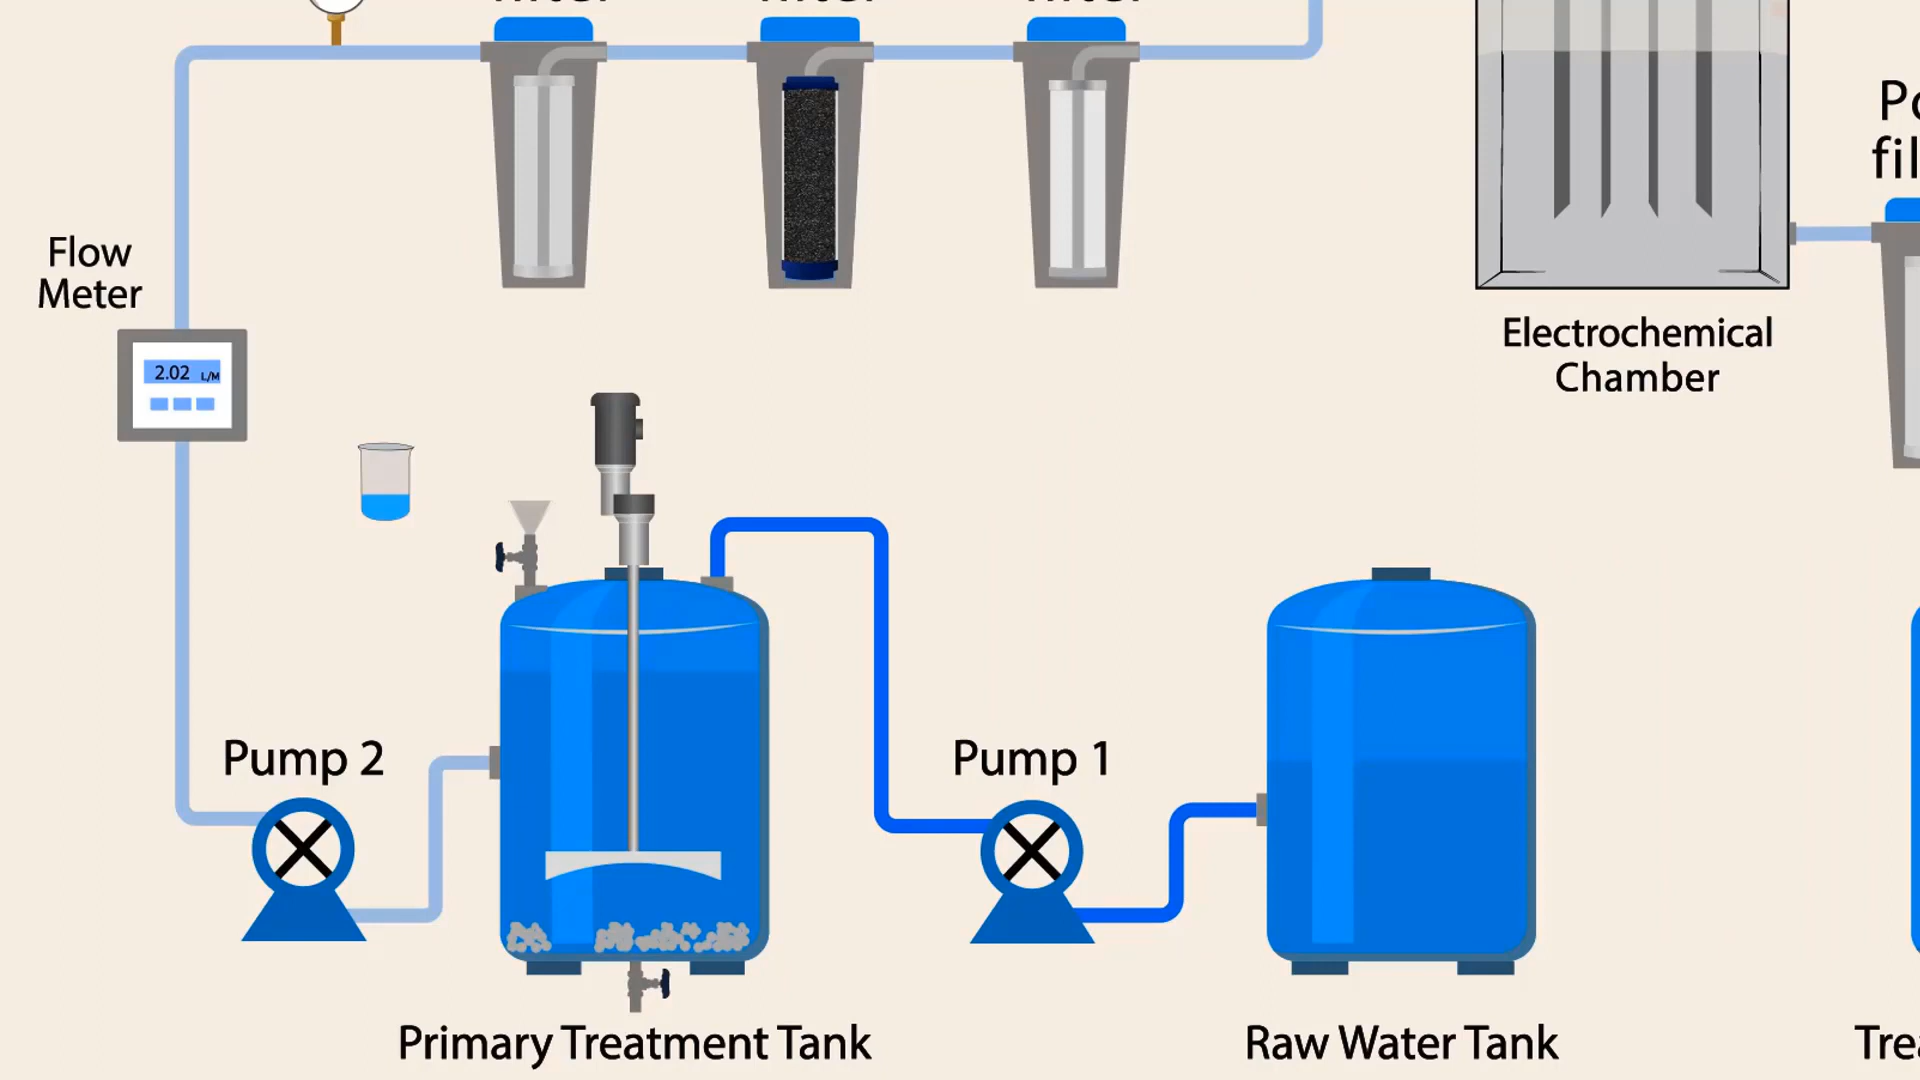 Flow
Meter
2.02 L/M
Electrochemical
Chamber
Pump 2
Pump 1
Primary Treatment Tank
Raw Water Tank